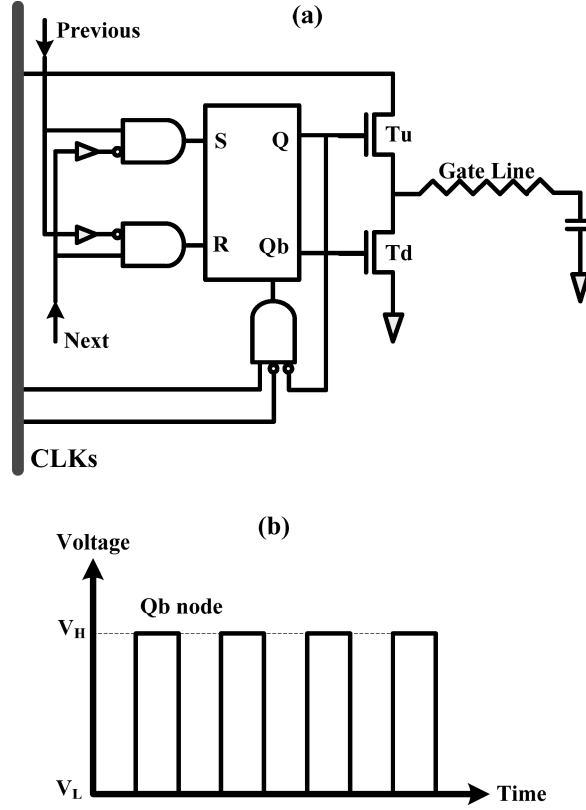 (a)
Previous
S
Q
Tu
Gate Line
R
Qb
Td
Next
CLKs
(b)
Voltage
Qb node
VH
VL
Time